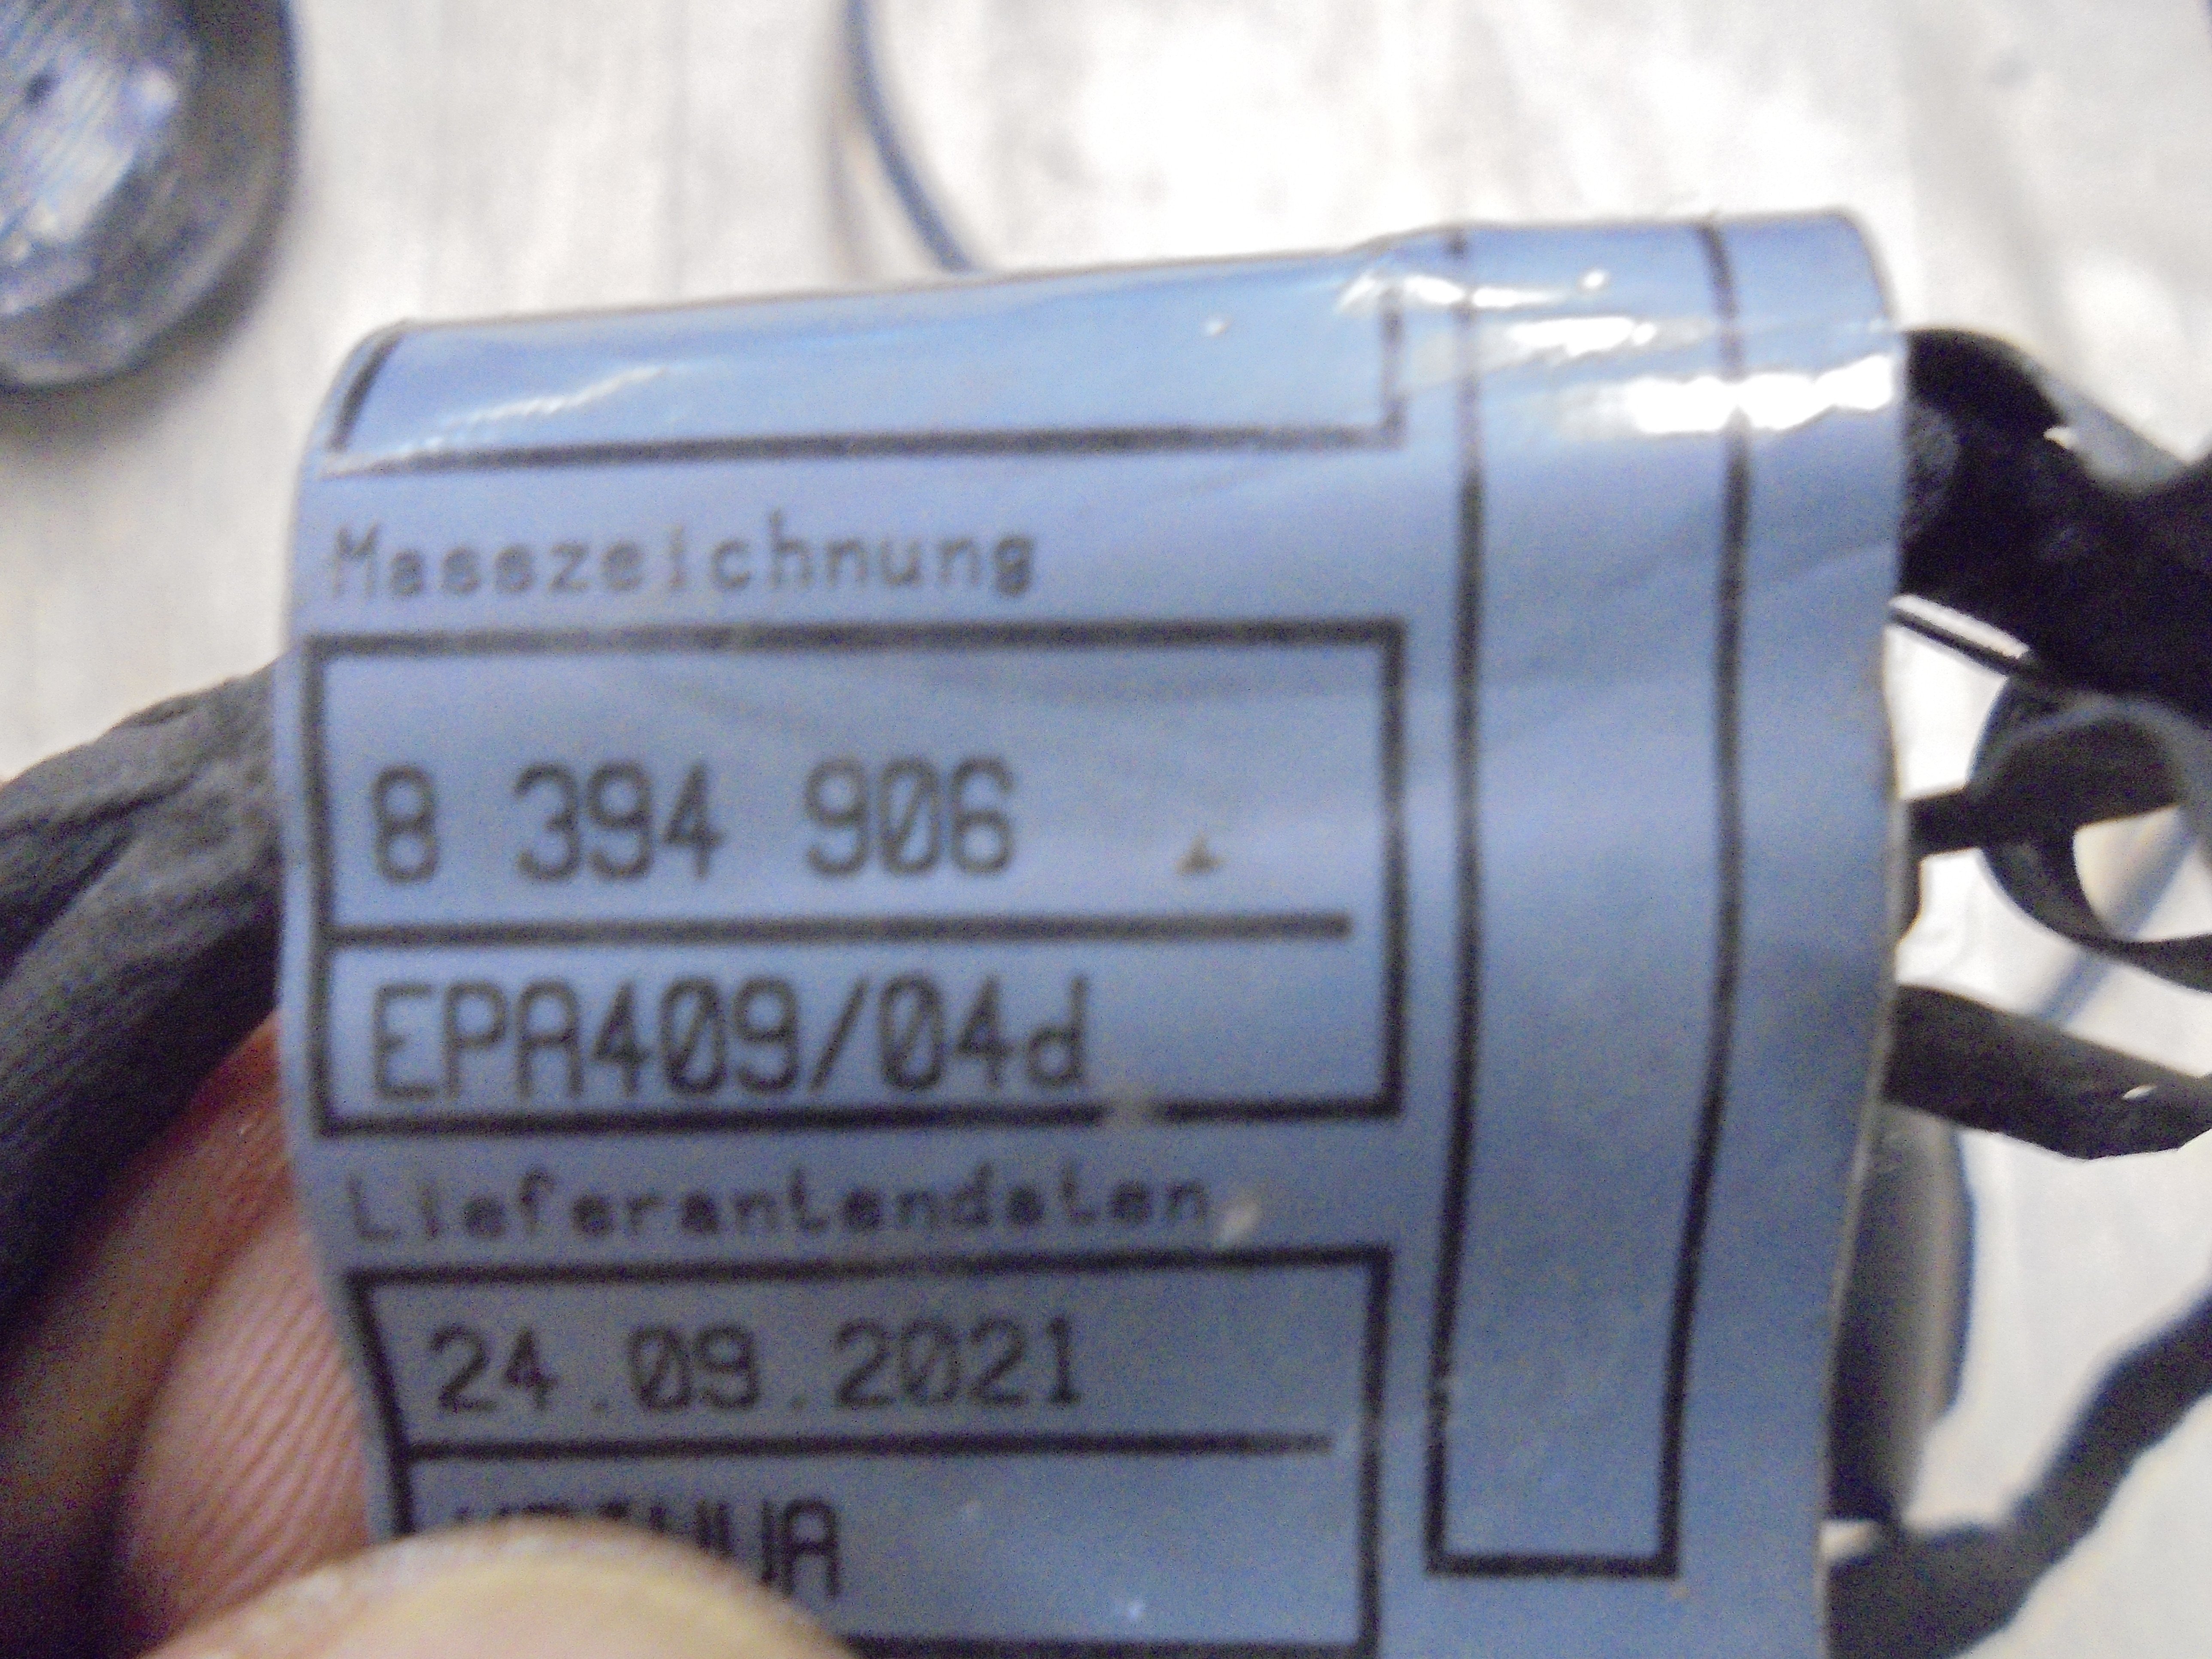 Masszeichnung
8 394 906
EPA409/04d
Lieferantendaten
24.09.2021